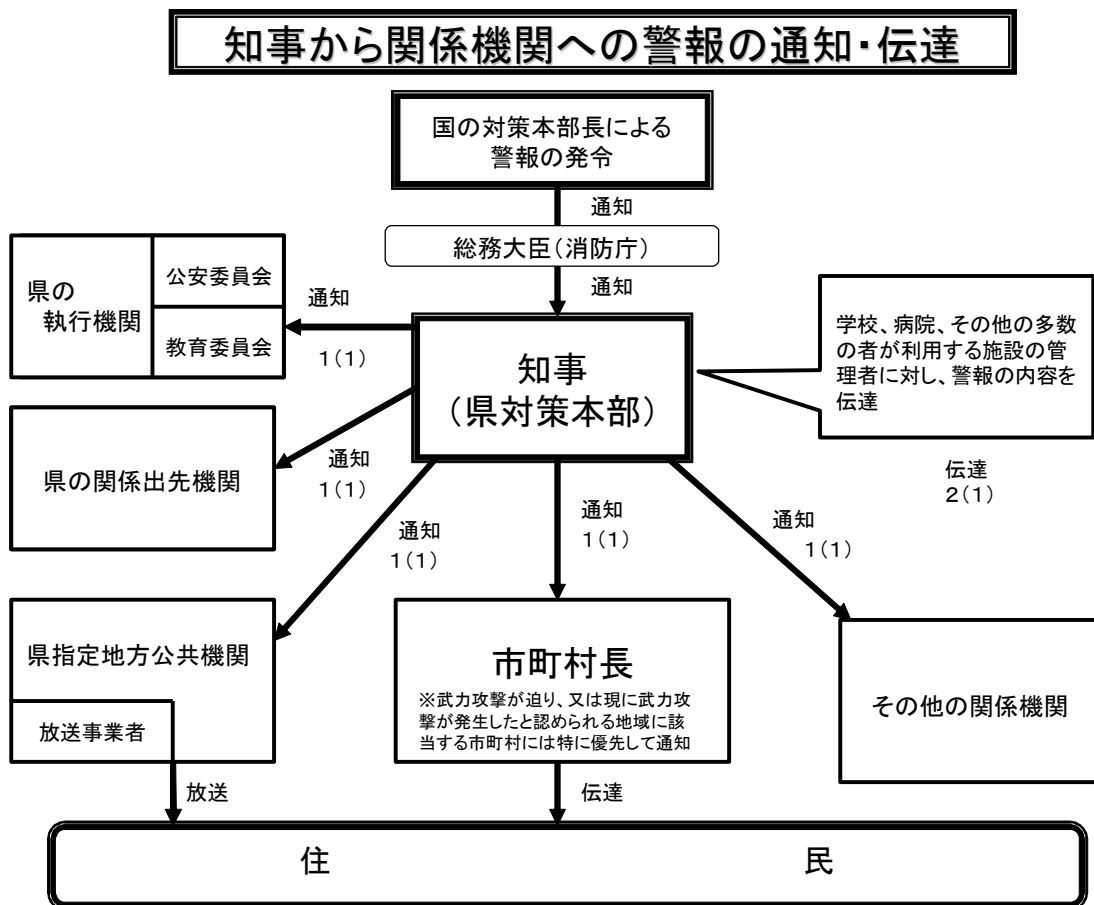 知事から関係機関への警報の通知・伝達
国の対策本部長による
警報の発令
通知
総務大臣(消防庁)
通知
県の
執行機関
公安委員会
教育委員会
通知
1(1)
知事
(県対策本部)
学校、病院、その他の多数
の者が利用する施設の管
理者に対し、警報の内容を
伝達
伝達
2(1)
県の関係出先機関
通知
1(1)
通知
1(1)
通知
1(1)
通知
1(1)
県指定地方公共機関
放送事業者
市町村長
※武力攻撃が迫り、又は現に武力攻
撃が発生したと認められる地域に該
当する市町村には特に優先して通知
その他の関係機関
放送
伝達
住 民